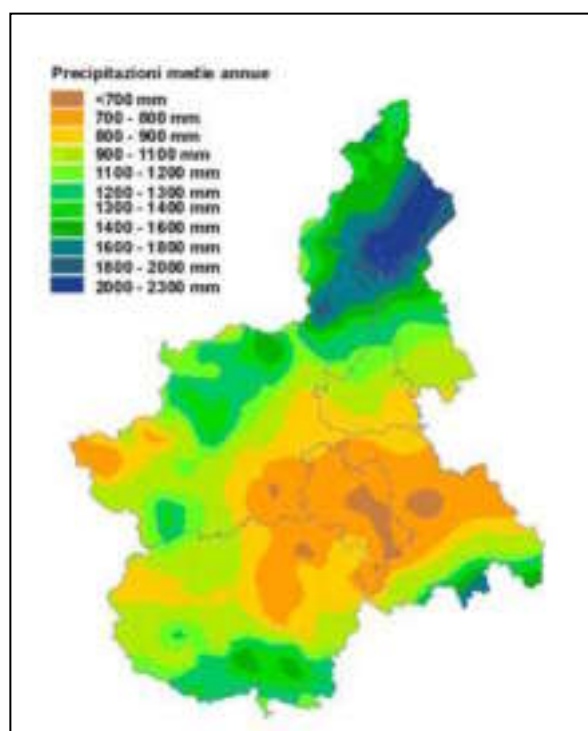 Precipitazioni medie annue
<700 mm
700 - 800 mm
800 - 900 mm
900 - 1100 mm
1100 - 1200 mm
1200 - 1300 mm
1300 - 1400 mm
1400 - 1600 mm
1600 - 1800 mm
1800 - 2000 mm
2000 - 2300 mm